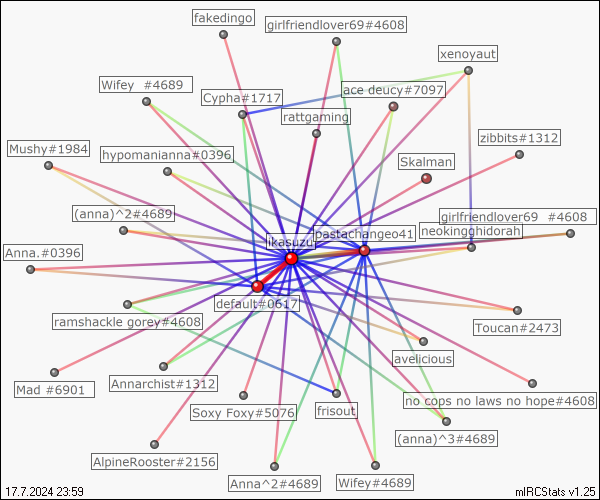 fakedingo
girlfriendlover69#4608
xenoyaut
Wifey  #4689
Cypha#1717
ace deucy#7097
rattgaming
zibbits#1312
Mushy#1984
hypomanianna#0396
Skalman
(anna)^2#4689
girlfriendlover69  #4608
pastachangeo41
neokingghidorah
likasuzu
Anna.#0396
default#0617
ramshackle gorey#4608
Toucan#2473
avelicious
Mad #6901
Annarchist#1312
no cops no laws no hope#4608
Soxy Foxy#5076
frisout
(anna)^3#4689
AlpineRooster#2156
Anna^2#4689
Wifey#4689
17.7.2024 23:59
mIRCStats v1.25